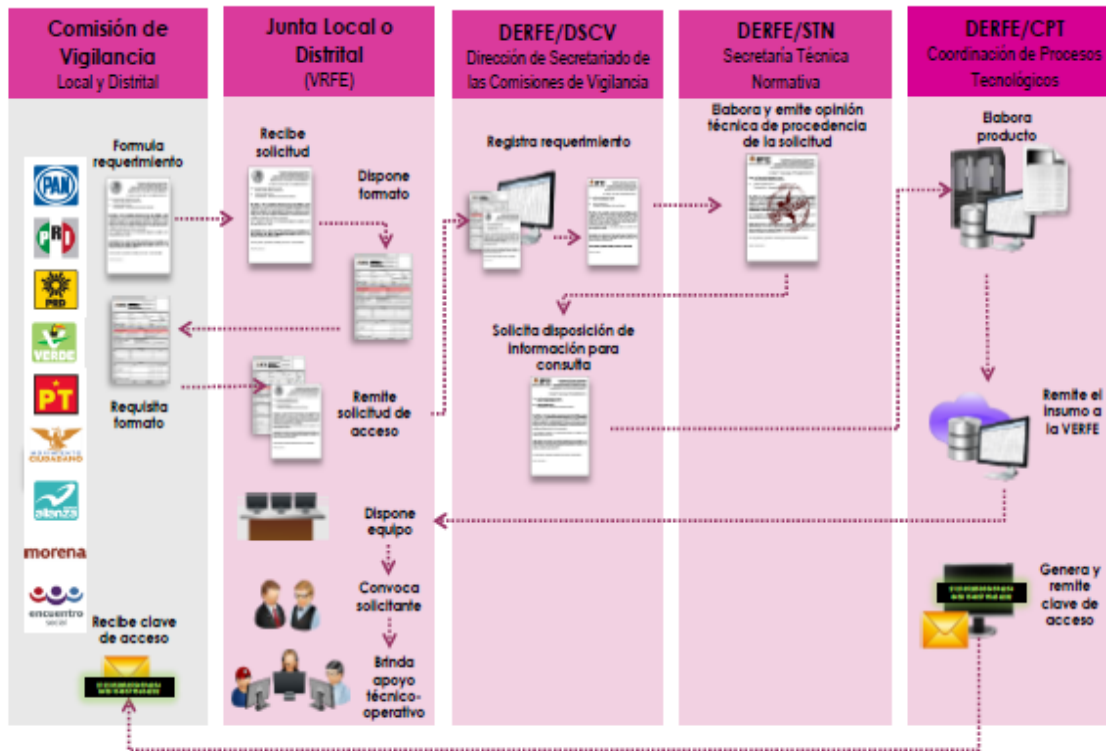 Comisión de
Vigilancia
Local y Distrital
Junta Local o
Distrital
(VRFE)
DERFE/DSCV
Dirección de Secretariado de
las Comisiones de Vigilancia
DERFE/STN
Secretaría Técnica
Normativa
DERFE/CPT
Coordinación de Procesos
Tecnológicos
Formula
requerimiento
PAN
PRI
PRD
VERDE
PT
MOVIMIENTO
CIUDADANO
alianza
morena
encuentro
social
Requisita
formato
Recibe clave
de acceso
Recibe
solicitud
Dispone
formato
Remite
solicitud de
acceso
Dispone
equipo
Convoca
solicitante
Brinda
apoyo
técnico-
operativo
Registra requerimiento
Solicita disposición de
información para
consulta
Elabora y emite opinión
técnica de procedencia
de la solicitud
Elabora
producto
Remite el
insumo a
la VERFE
Genera y
remite
clave de
acceso